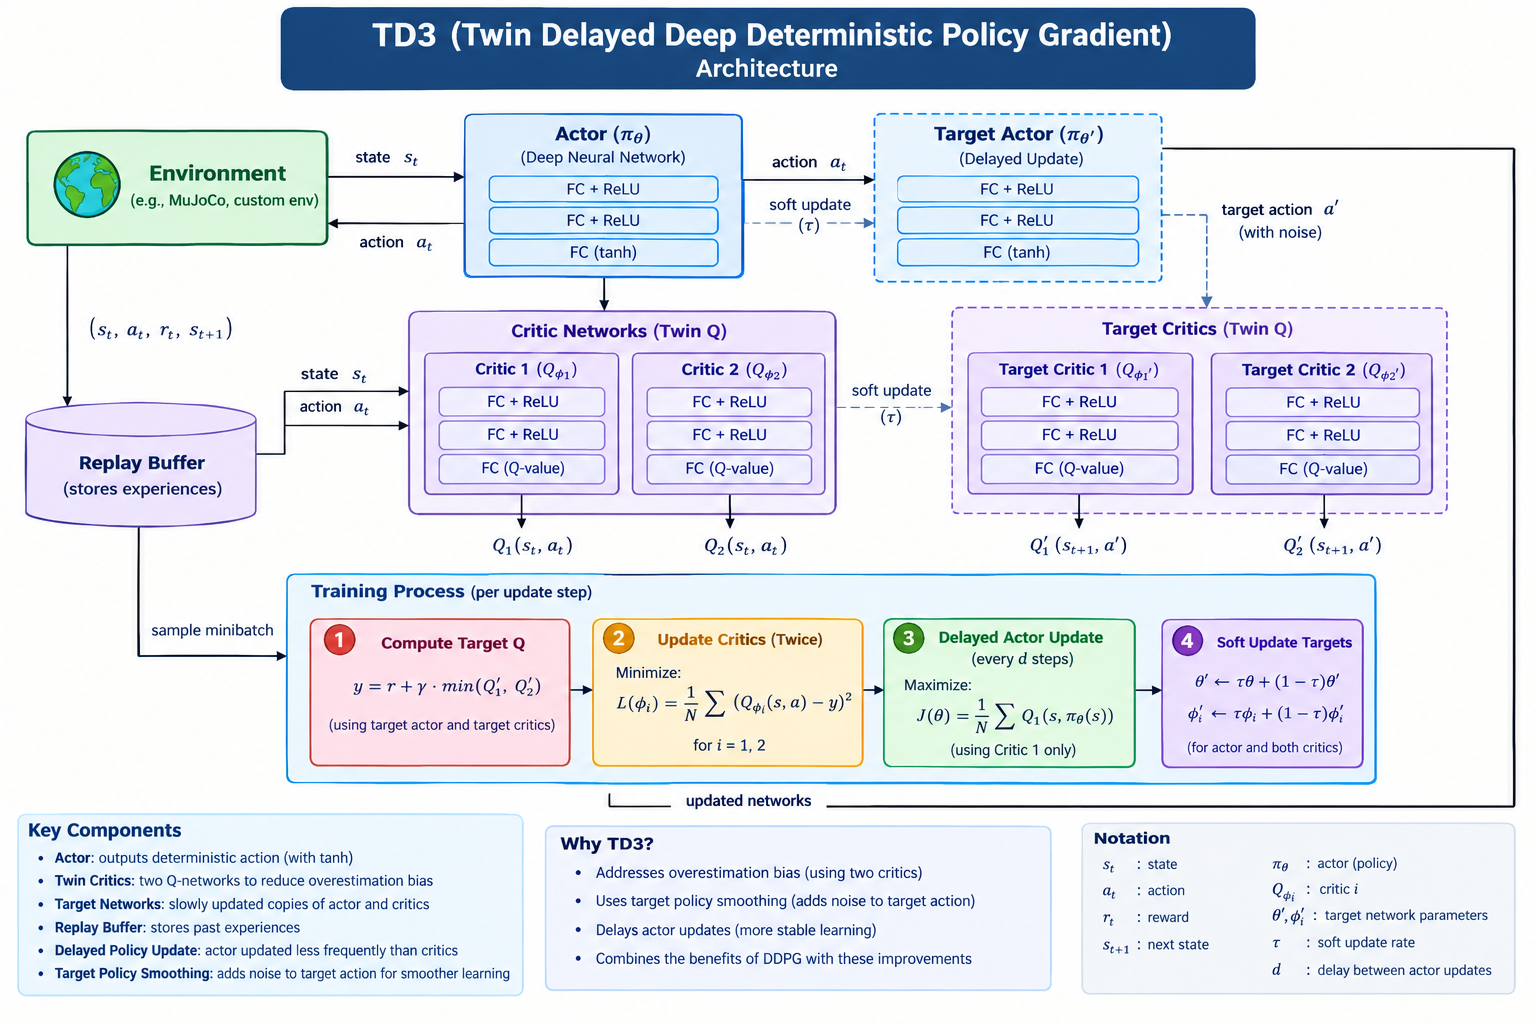 TD3 (Twin Delayed Deep Deterministic Policy Gradient)
Architecture
Environment
(e.g., MuJoCo, custom env)
state s_t
action a_t
Actor (π_θ)
(Deep Neural Network)
FC + ReLU
FC + ReLU
FC (tanh)
action a_t
soft update
(τ)
Target Actor (π_θ′)
(Delayed Update)
FC + ReLU
FC + ReLU
FC (tanh)
target action a′
(with noise)
(s_t, a_t, r_t, s_{t+1})
Replay Buffer
(stores experiences)
state s_t
action a_t
Critic Networks (Twin Q)
Critic 1 (Q_ϕ1)
FC + ReLU
FC + ReLU
FC (Q-value)
Critic 2 (Q_ϕ2)
FC + ReLU
FC + ReLU
FC (Q-value)
soft update
(τ)
Target Critics (Twin Q)
Target Critic 1 (Q_ϕ1′)
FC + ReLU
FC + ReLU
FC (Q-value)
Target Critic 2 (Q_ϕ2′)
FC + ReLU
FC + ReLU
FC (Q-value)
Q_1(s_t, a_t)
Q_2(s_t, a_t)
Q′_1 (s_{t+1}, a′)
Q′_2 (s_{t+1}, a′)
sample minibatch
Training Process (per update step)
1 Compute Target Q
y = r + γ · min(Q′_1, Q′_2)
(using target actor and target critics)
2 Update Critics (Twice)
Minimize:
L(ϕ_i) = 1/N ∑ (Q_ϕi(s, a) − y)²
for i = 1, 2
3 Delayed Actor Update
(every d steps)
Maximize:
J(θ) = 1/N ∑ Q_1(s, π_θ(s))
(using Critic 1 only)
4 Soft Update Targets
θ′ ← τθ + (1 − τ)θ′
ϕ′_i ← τϕ_i + (1 − τ)ϕ′_i
(for actor and both critics)
updated networks
Key Components
• Actor: outputs deterministic action (with tanh)
• Twin Critics: two Q-networks to reduce overestimation bias
• Target Networks: slowly updated copies of actor and critics
• Replay Buffer: stores past experiences
• Delayed Policy Update: actor updated less frequently than critics
• Target Policy Smoothing: adds noise to target action for smoother learning
Why TD3?
• Addresses overestimation bias (using two critics)
• Uses target policy smoothing (adds noise to target action)
• Delays actor updates (more stable learning)
• Combines the benefits of DDPG with these improvements
Notation
s_t : state
a_t : action
r_t : reward
s_{t+1} : next state
π_θ : actor (policy)
Q_ϕi : critic i
θ′, ϕ′_i : target network parameters
τ : soft update rate
d : delay between actor updates